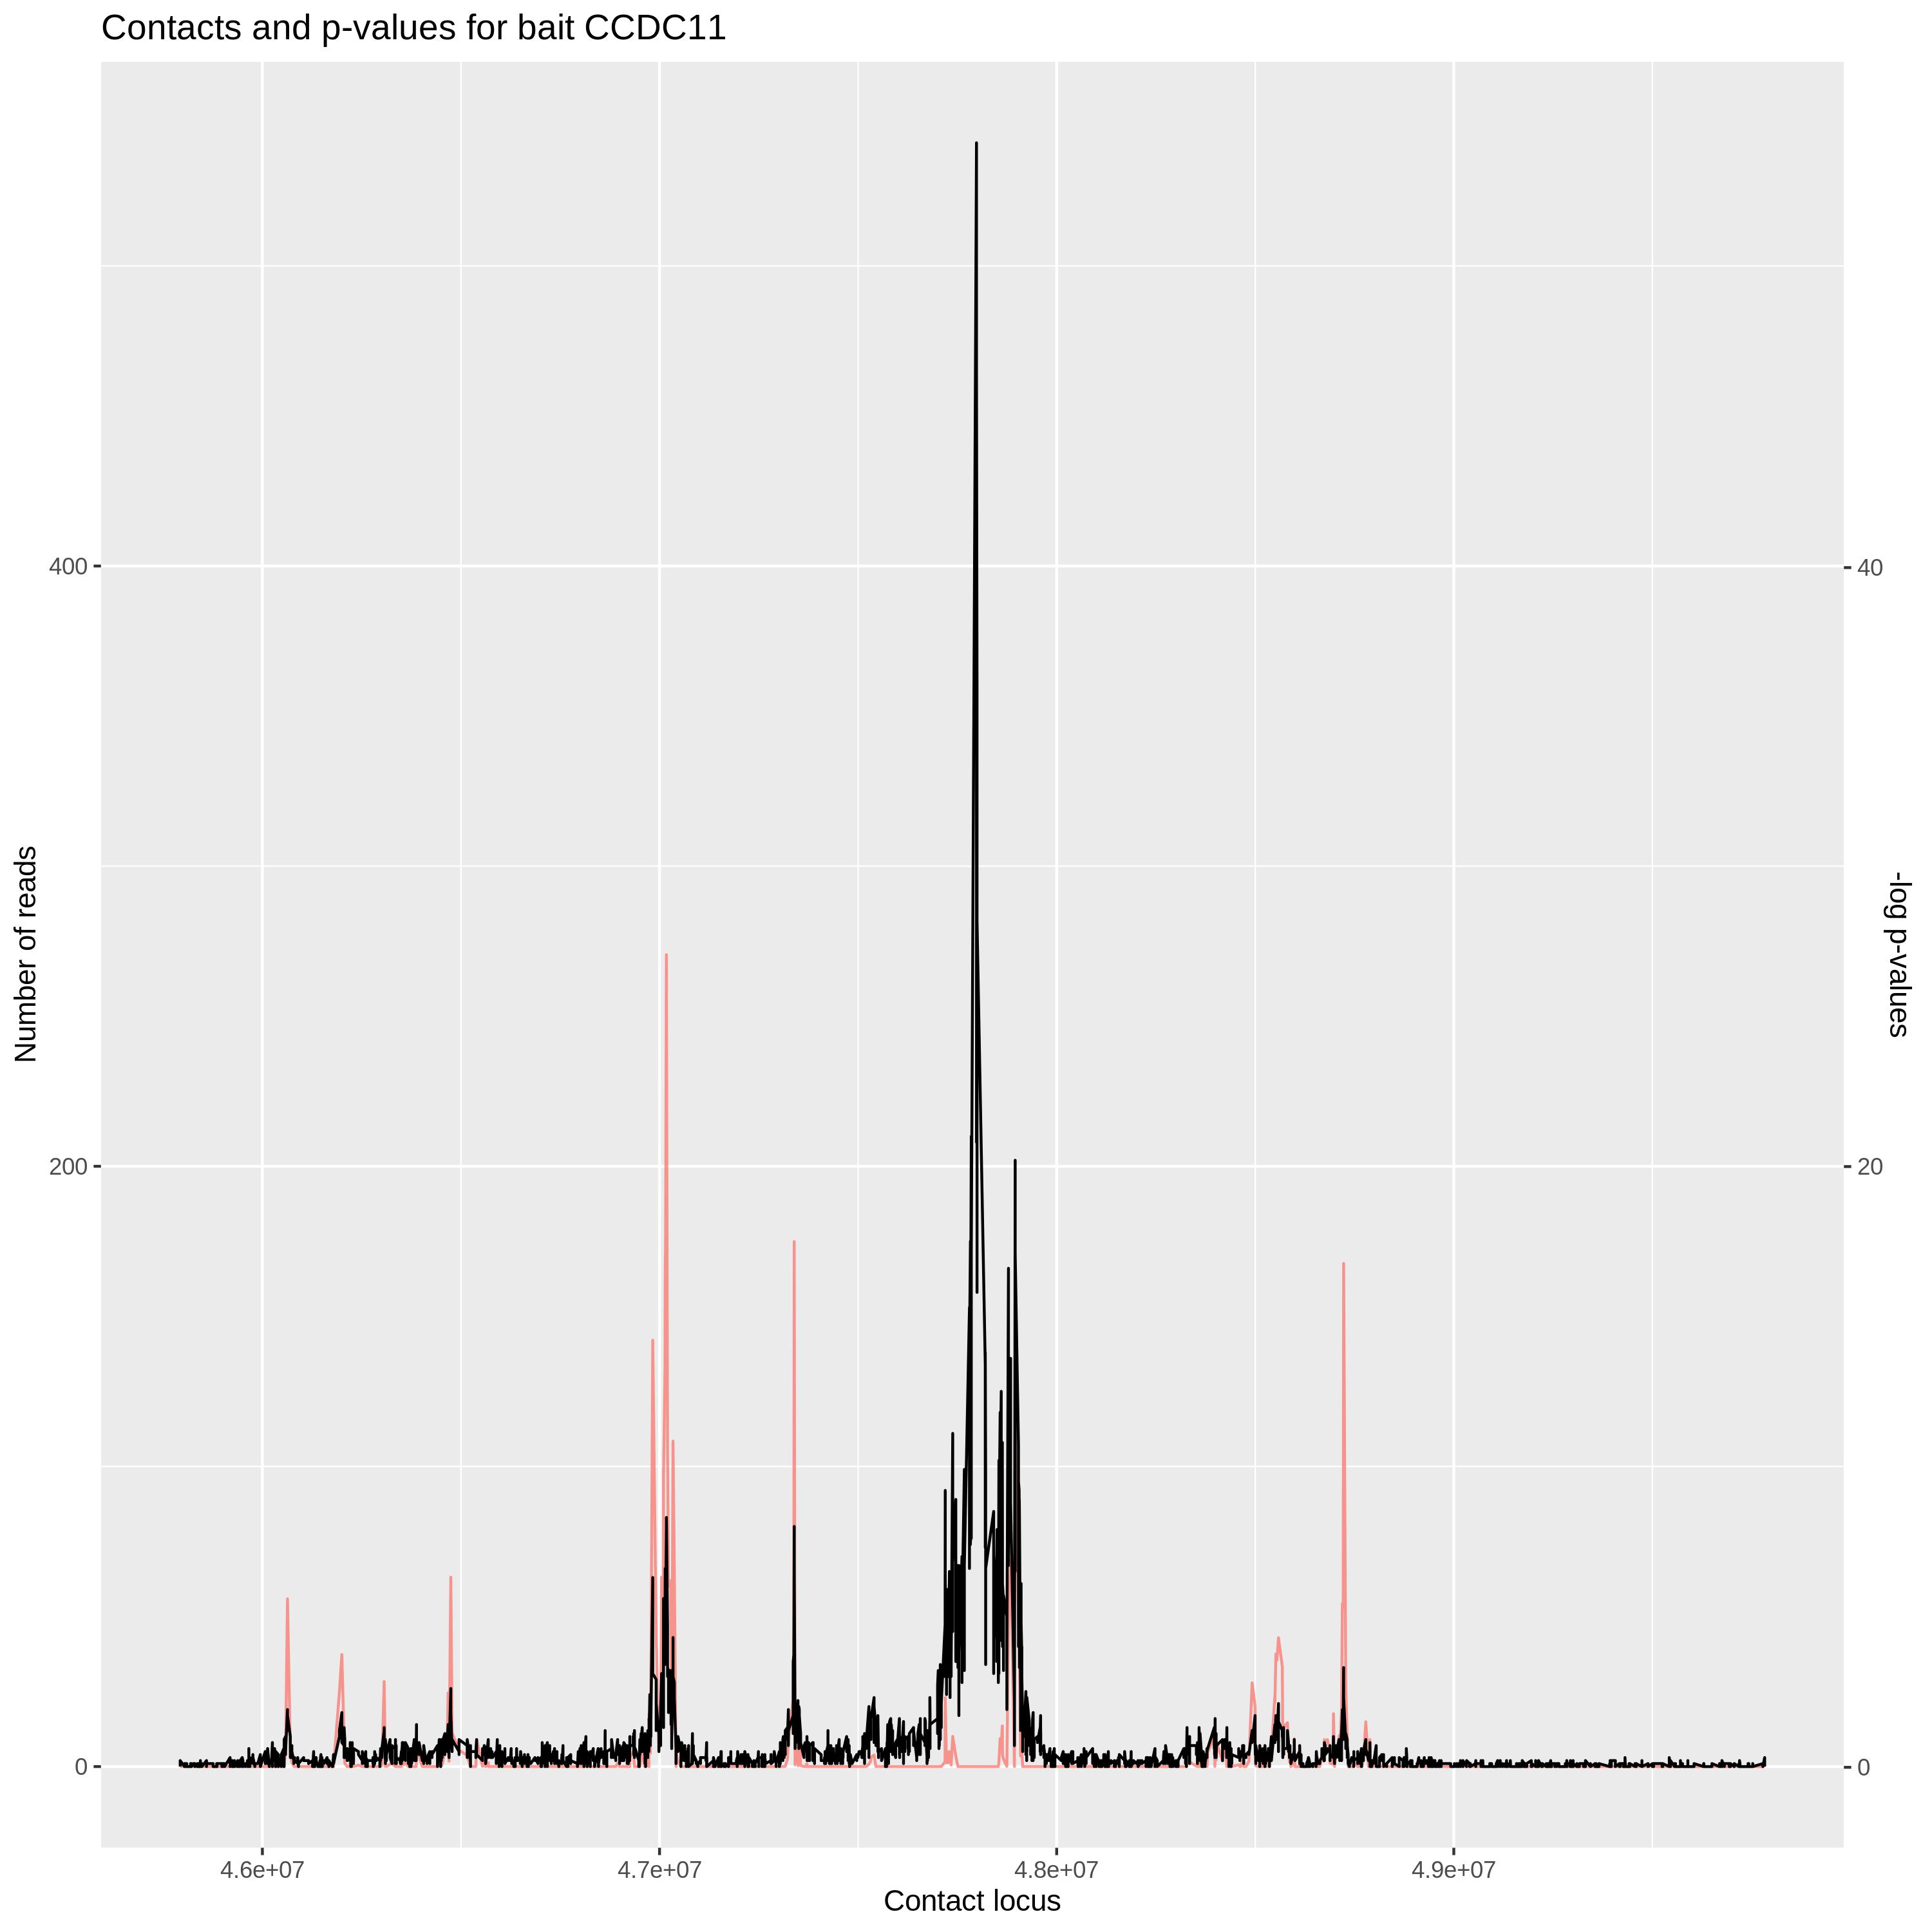 Contacts and p-values for bait CCDC11
Number of reads
400
200
0
40
20
0
-log p-values
4.6e+07
4.7e+07
4.8e+07
4.9e+07
Contact locus